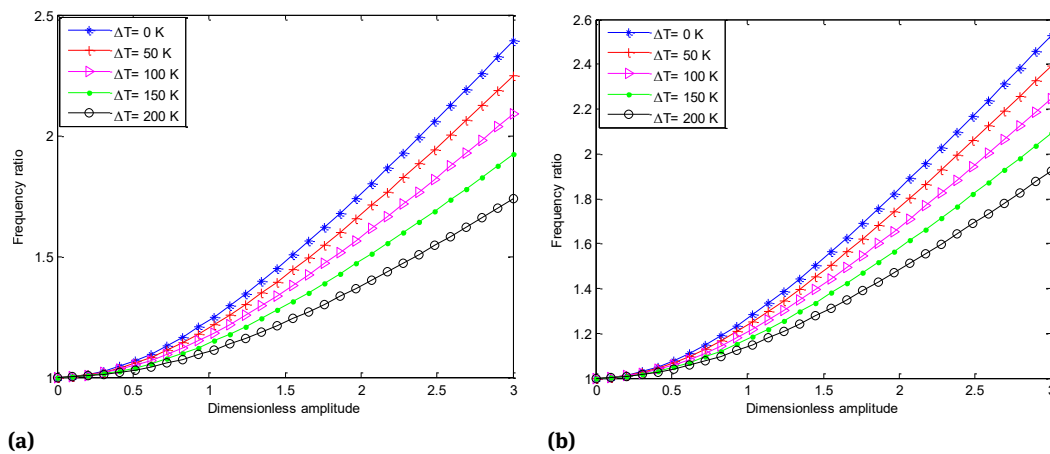 2.5
2
1.5
1
Frequency ratio
ΔT= 0 K
ΔT= 50 K
ΔT= 100 K
ΔT= 150 K
ΔT= 200 K
0 0.5 1 1.5 2 2.5 3
Dimensionless amplitude
(a)
2.6
2.4
2.2
2
1.8
1.6
1.4
1.2
1
Frequency ratio
ΔT= 0 K
ΔT= 50 K
ΔT= 100 K
ΔT= 150 K
ΔT= 200 K
0 0.5 1 1.5 2 2.5 3
Dimensionless amplitude
(b)